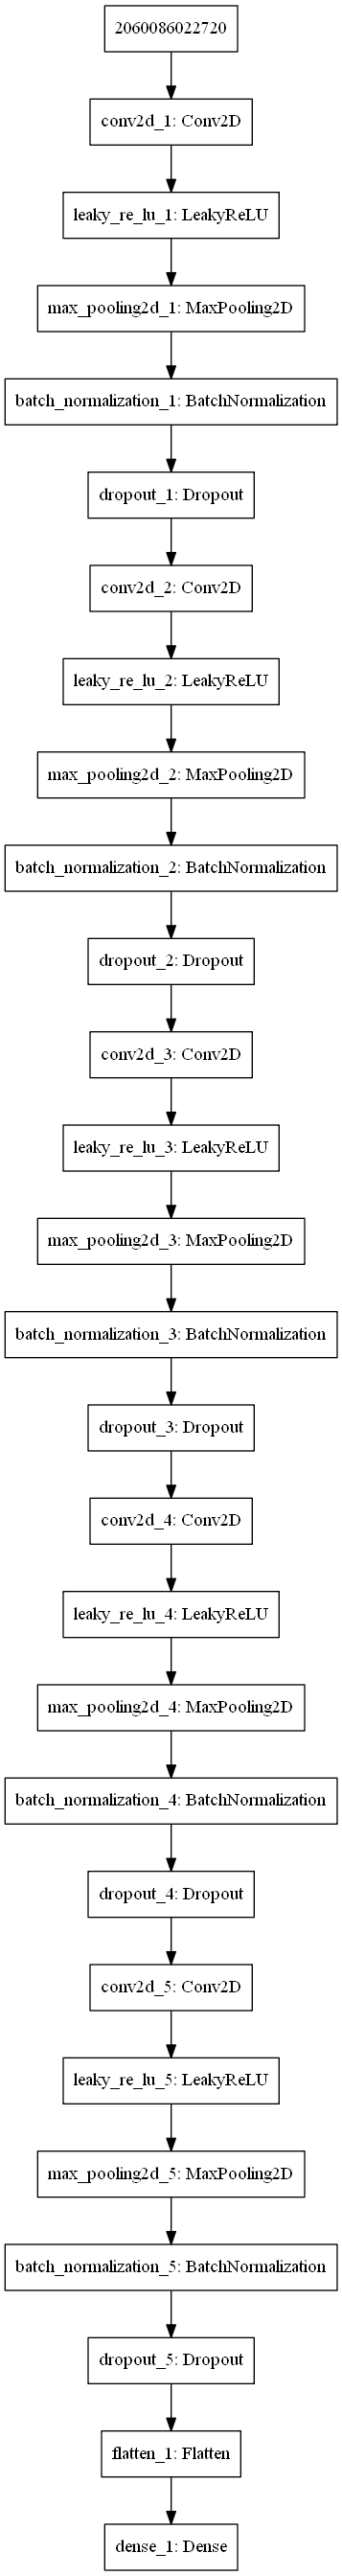 2060086022720
conv2d_1: Conv2D
leaky_re_lu_1: LeakyReLU
max_pooling2d_1: MaxPooling2D
batch_normalization_1: BatchNormalization
dropout_1: Dropout
conv2d_2: Conv2D
leaky_re_lu_2: LeakyReLU
max_pooling2d_2: MaxPooling2D
batch_normalization_2: BatchNormalization
dropout_2: Dropout
conv2d_3: Conv2D
leaky_re_lu_3: LeakyReLU
max_pooling2d_3: MaxPooling2D
batch_normalization_3: BatchNormalization
dropout_3: Dropout
conv2d_4: Conv2D
leaky_re_lu_4: LeakyReLU
max_pooling2d_4: MaxPooling2D
batch_normalization_4: BatchNormalization
dropout_4: Dropout
conv2d_5: Conv2D
leaky_re_lu_5: LeakyReLU
max_pooling2d_5: MaxPooling2D
batch_normalization_5: BatchNormalization
dropout_5: Dropout
flatten_1: Flatten
dense_1: Dense